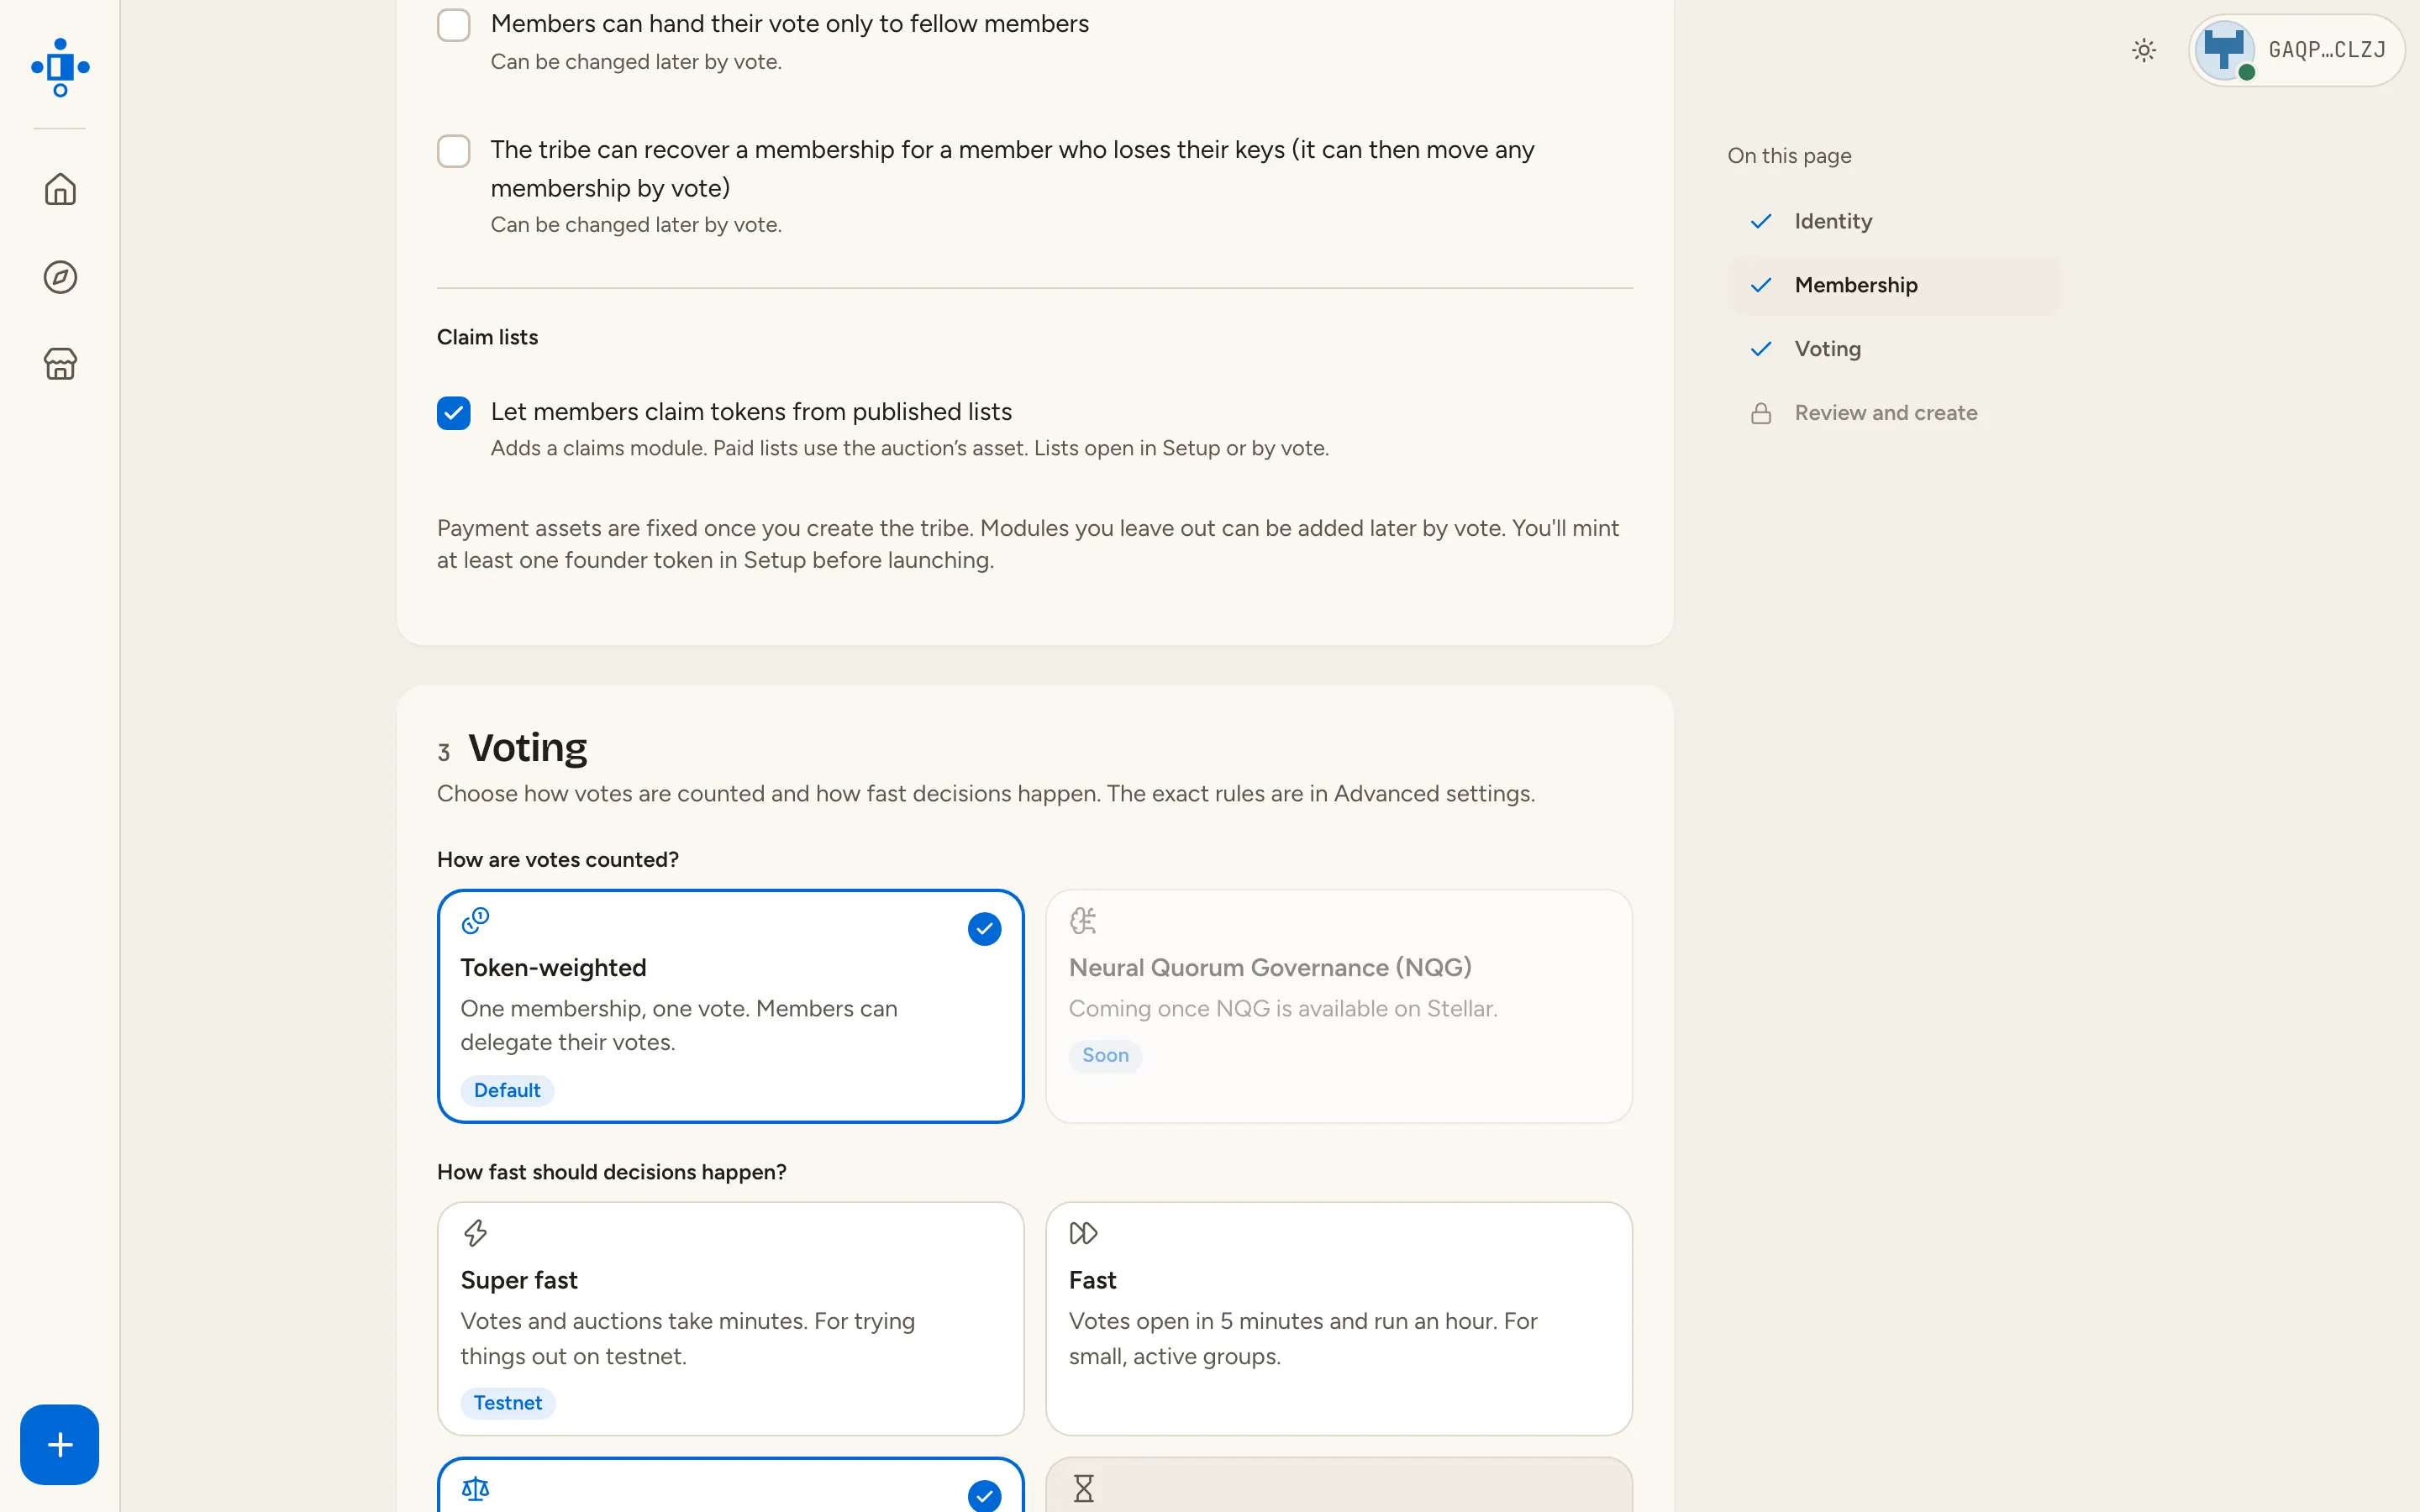 Members can hand their vote only to fellow members
Can be changed later by vote.
The tribe can recover a membership for a member who loses their keys (it can then move any
membership by vote)
Can be changed later by vote.
Claim lists
Let members claim tokens from published lists
Adds a claims module. Paid lists use the auction’s asset. Lists open in Setup or by vote.
Payment assets are fixed once you create the tribe. Modules you leave out can be added later by vote. You'll mint
at least one founder token in Setup before launching.
3 Voting
Choose how votes are counted and how fast decisions happen. The exact rules are in Advanced settings.
How are votes counted?
Token-weighted
One membership, one vote. Members can
delegate their votes.
Default
Neural Quorum Governance (NQG)
Coming once NQG is available on Stellar.
Soon
How fast should decisions happen?
Super fast
Votes and auctions take minutes. For trying
things out on testnet.
Testnet
Fast
Votes open in 5 minutes and run an hour. For
small, active groups.
GAQP…CLZJ
On this page
Identity
Membership
Voting
Review and create